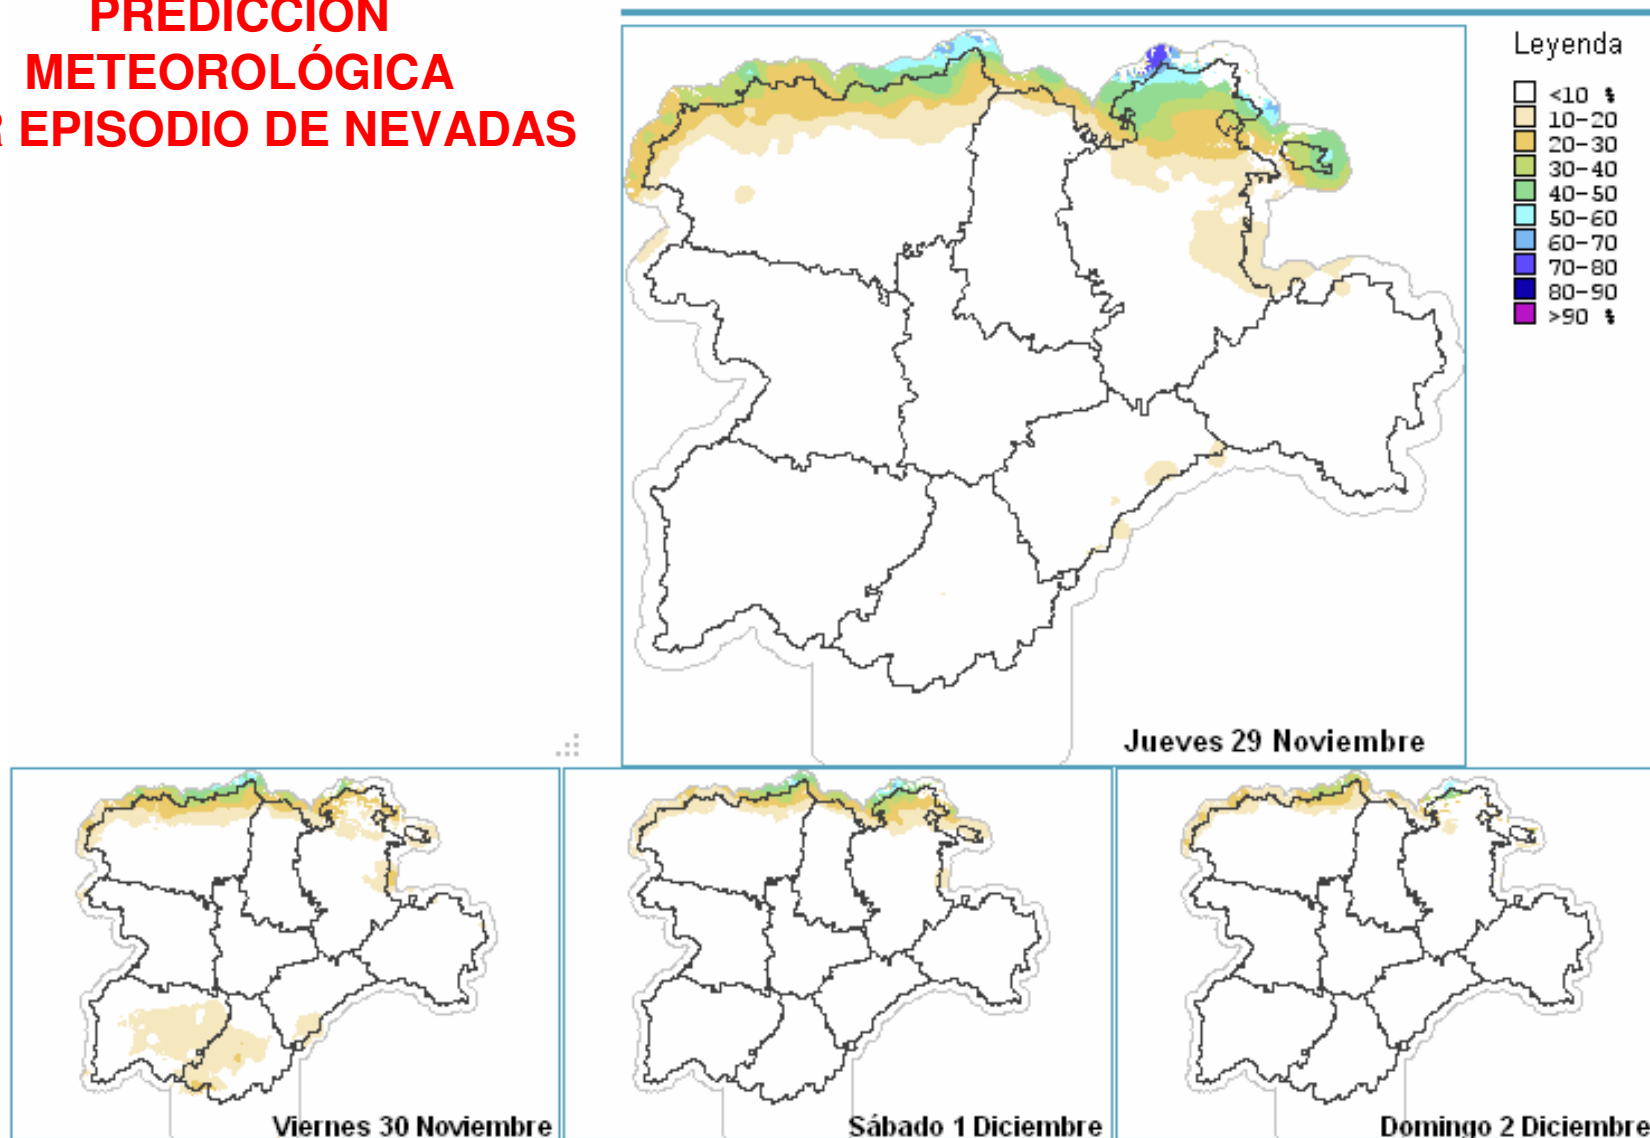 PREDICCIÓN
METEOROLÓGICA
R EPISODIO DE NEVADAS
Leyenda
<10 %
10-20
20-30
30-40
40-50
50-60
60-70
70-80
80-90
>90 %
Jueves 29 Noviembre
Viernes 30 Noviembre
Sábado 1 Diciembre
Domingo 2 Diciembre